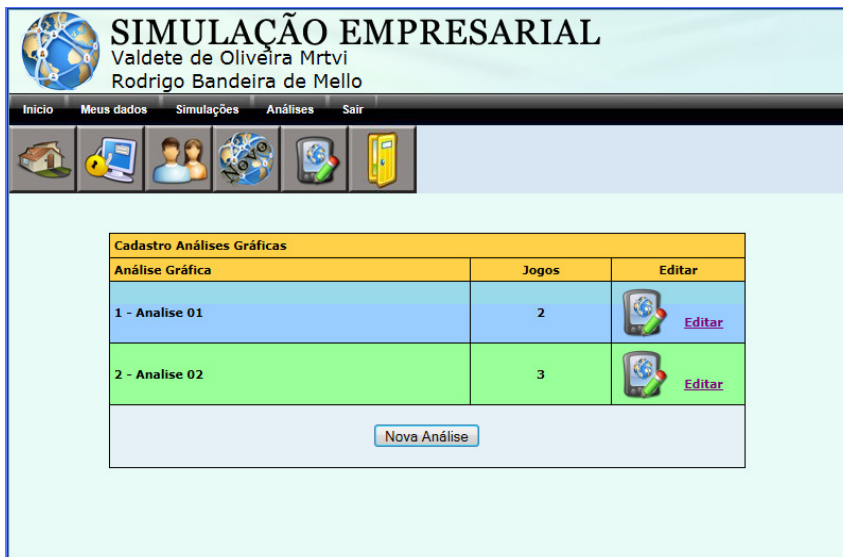 SIMULAÇÃO EMPRESARIAL
Valdete de Oliveira Mrtvi
Rodrigo Bandeira de Mello
Inicio Meus dados Simulações Análises Sair
Novo
Cadastro Análises Gráficas
Análise Gráfica Jogos Editar
1 - Analise 01 2 Editar
2 - Analise 02 3 Editar
Nova Análise